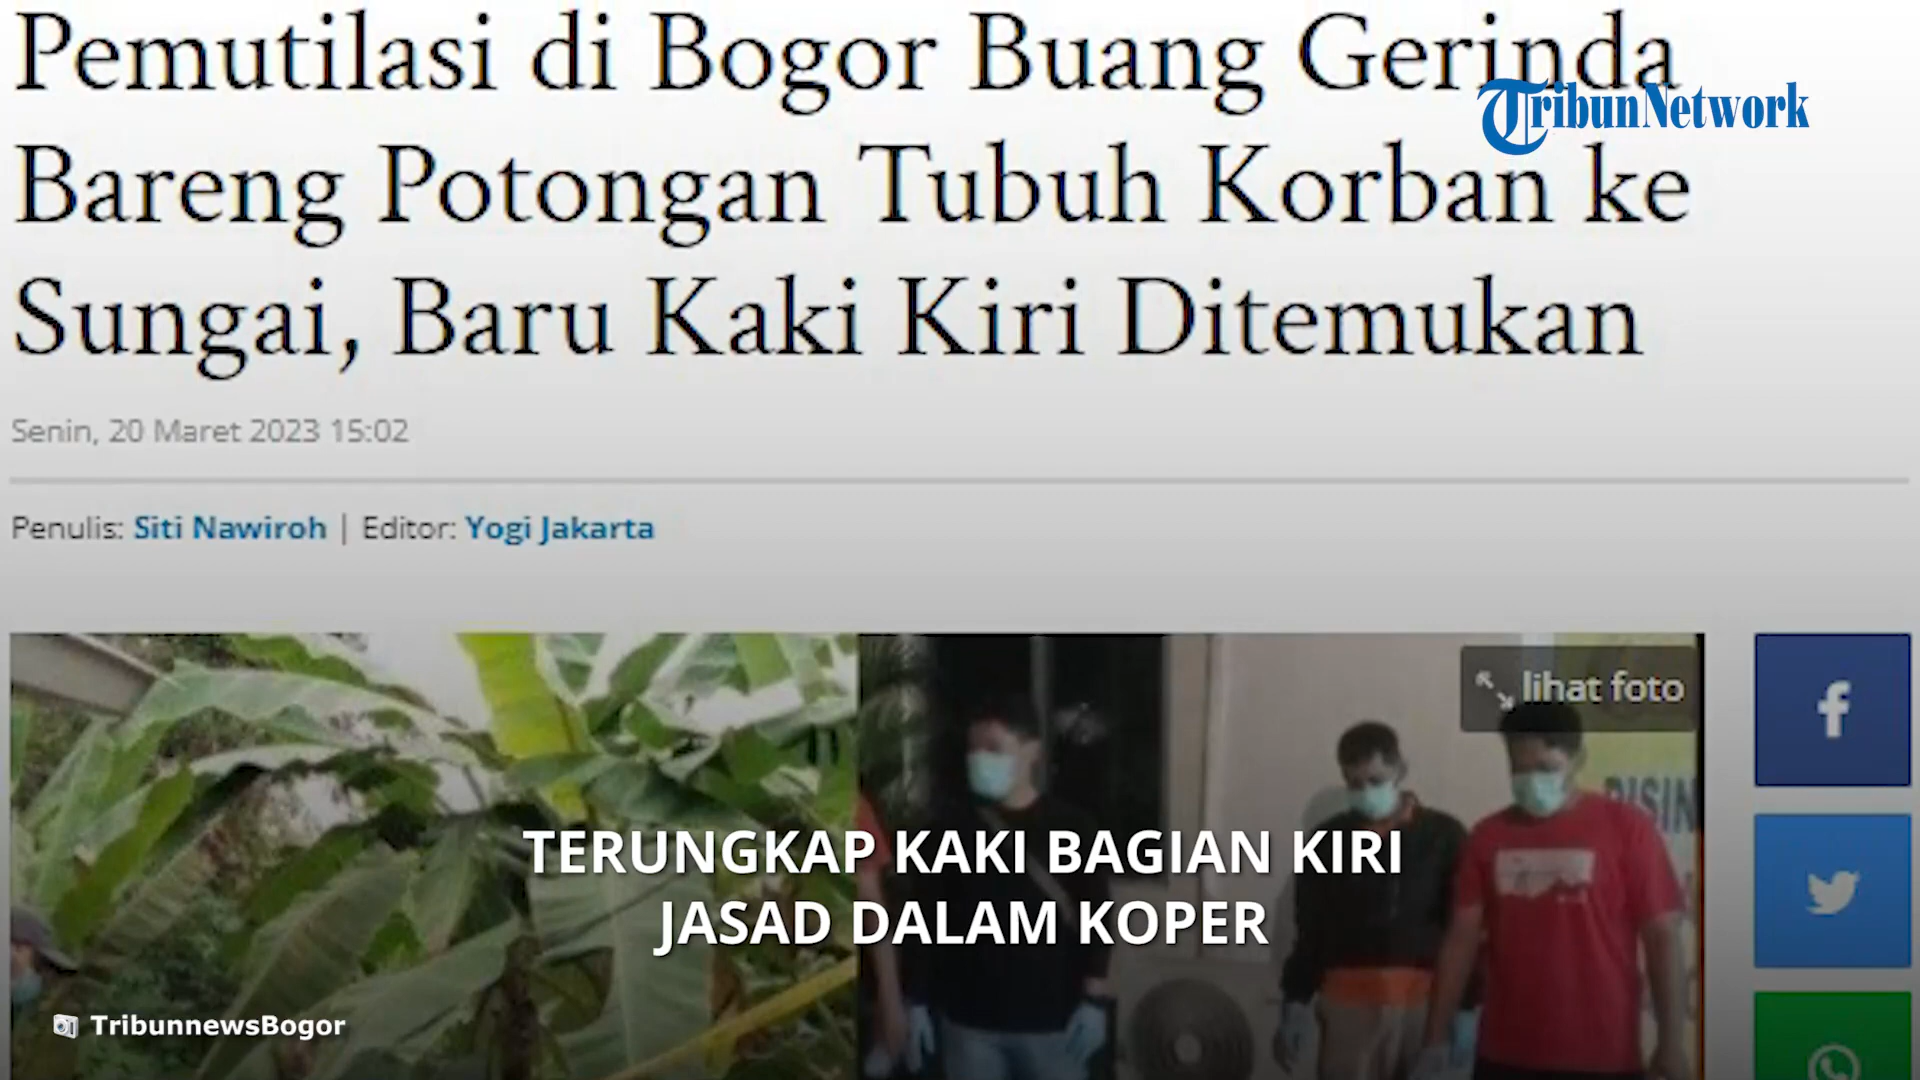 Pemutilasi di Bogor Buang Gerinda
TribunNetwork
Bareng Potongan Tubuh Korban ke
Sungai, Baru Kaki Kiri Ditemukan
Senin, 20 Maret 2023 15:02
Penulis: Siti Nawiroh | Editor: Yogi Jakarta
lihat foto
TERUNGKAP KAKI BAGIAN KIRI
JASAD DALAM KOPER
TribunnewsBogor